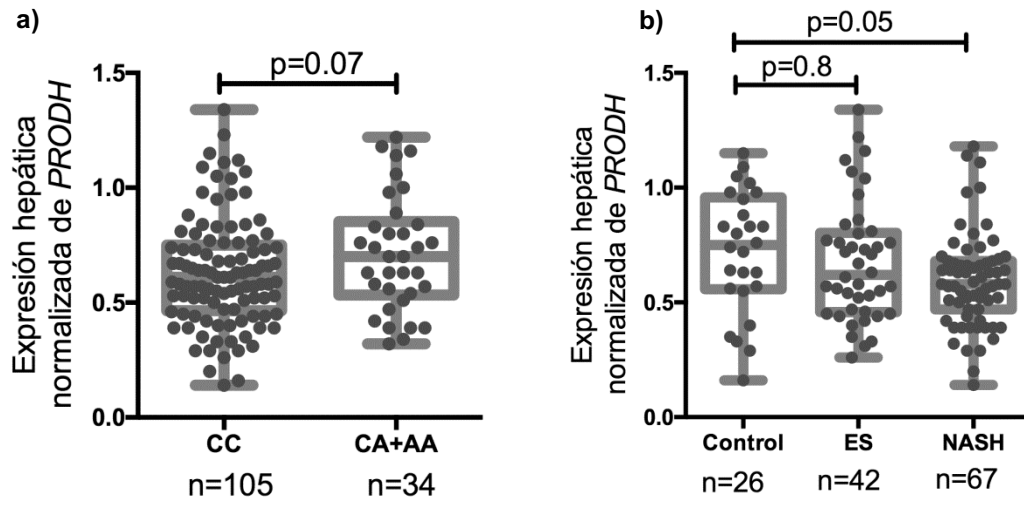 a)
Expresión hepática
normalizada de PRODH
p=0.07
1.5
1.0
0.5
0.0
CC
CA+AA
n=105
n=34
b)
Expresión hepática
normalizada de PRODH
p=0.05
p=0.8
1.5
1.0
0.5
0.0
Control
ES
NASH
n=26
n=42
n=67